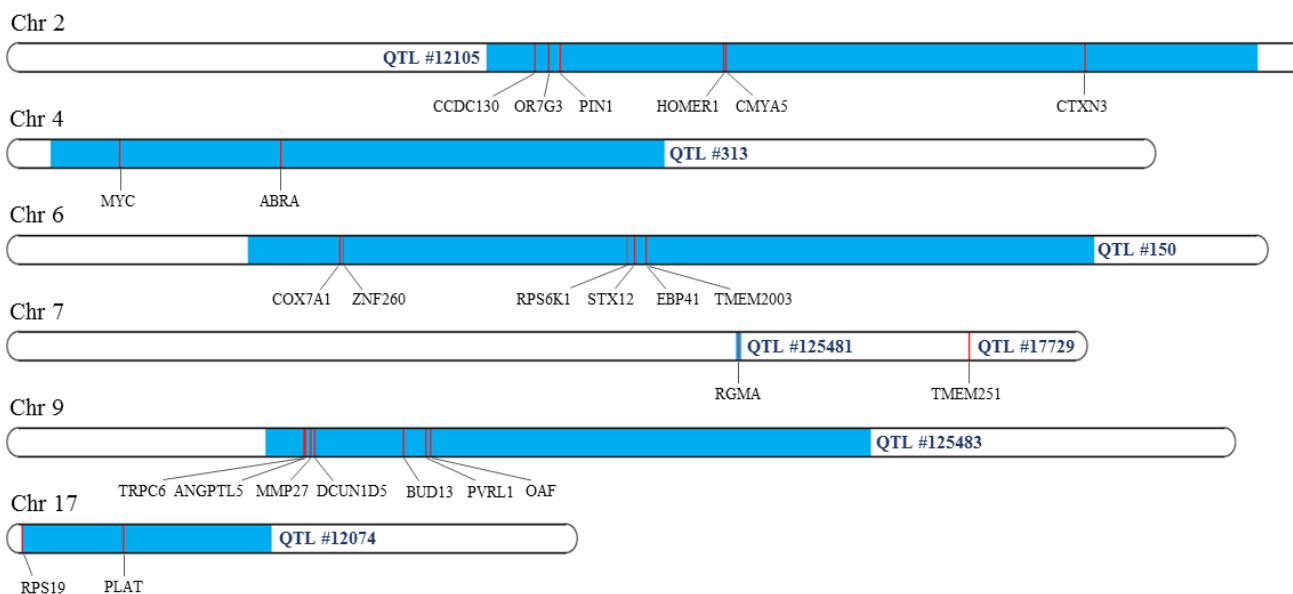 Chr 2
QTL #12105
CCDC130 OR7G3 PIN1 HOMER1 CMYA5 CTXN3
Chr 4
QTL #313
MYC ABRA
Chr 6
QTL #150
COX7A1 ZNF260 RPS6K1 STX12 EBP41 TMEM2003
Chr 7
QTL #125481 QTL #17729
RGMA TMEM251
Chr 9
QTL #125483
TRPC6 ANGPTL5 MMP27 DCUN1D5 BUD13 PVRL1 OAF
Chr 17
QTL #12074
RPS19 PLAT